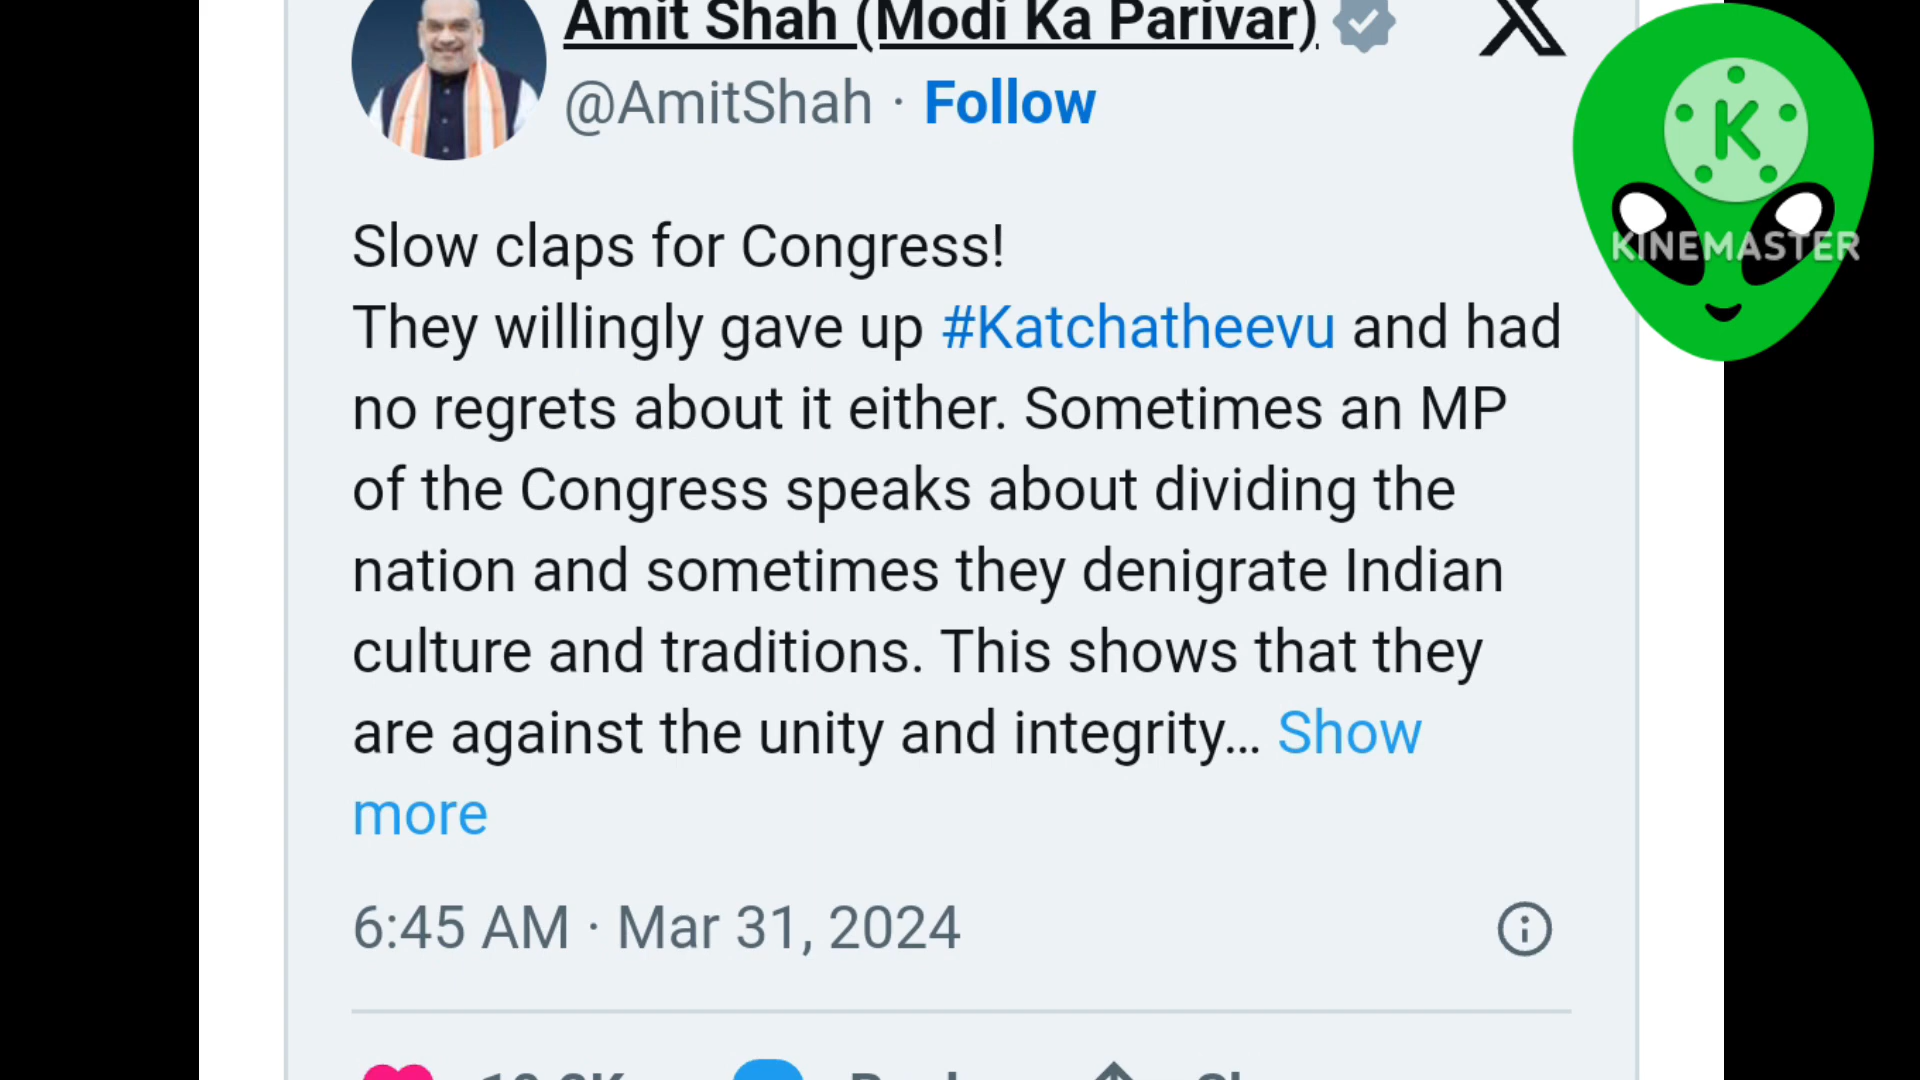 Amit Shah (Modi Ka Parivar)
@AmitShah · Follow
K
KINEMASTER
Slow claps for Congress!
They willingly gave up #Katchatheevu and had
no regrets about it either. Sometimes an MP
of the Congress speaks about dividing the
nation and sometimes they denigrate Indian
culture and traditions. This shows that they
are against the unity and integrity... Show
more
6:45 AM · Mar 31, 2024